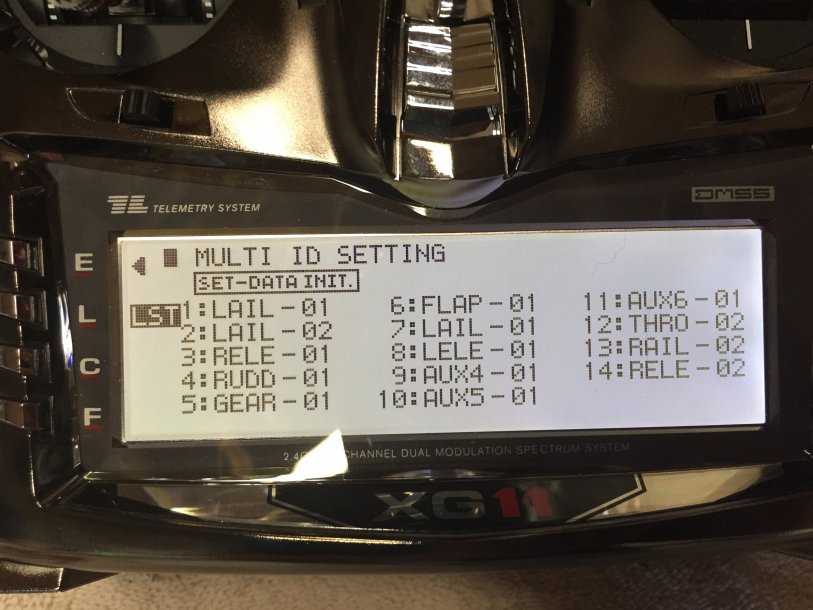 TELEMETRY SYSTEM
DMSS
E
L
C
F
MULTI ID SETTING
SET-DATA INIT.
LST
1:LAIL-01
2:LAIL-02
3:RELE-01
4:RUDD-01
5:GEAR-01
6:FLAP-01
7:LAIL-01
8:LELE-01
9:AUX4-01
10:AUX5-01
11:AUX6-01
12:THRO-02
13:RAIL-02
14:RELE-02
CHANNEL DUAL MODULATION SPECTRUM SYSTEM
XG11